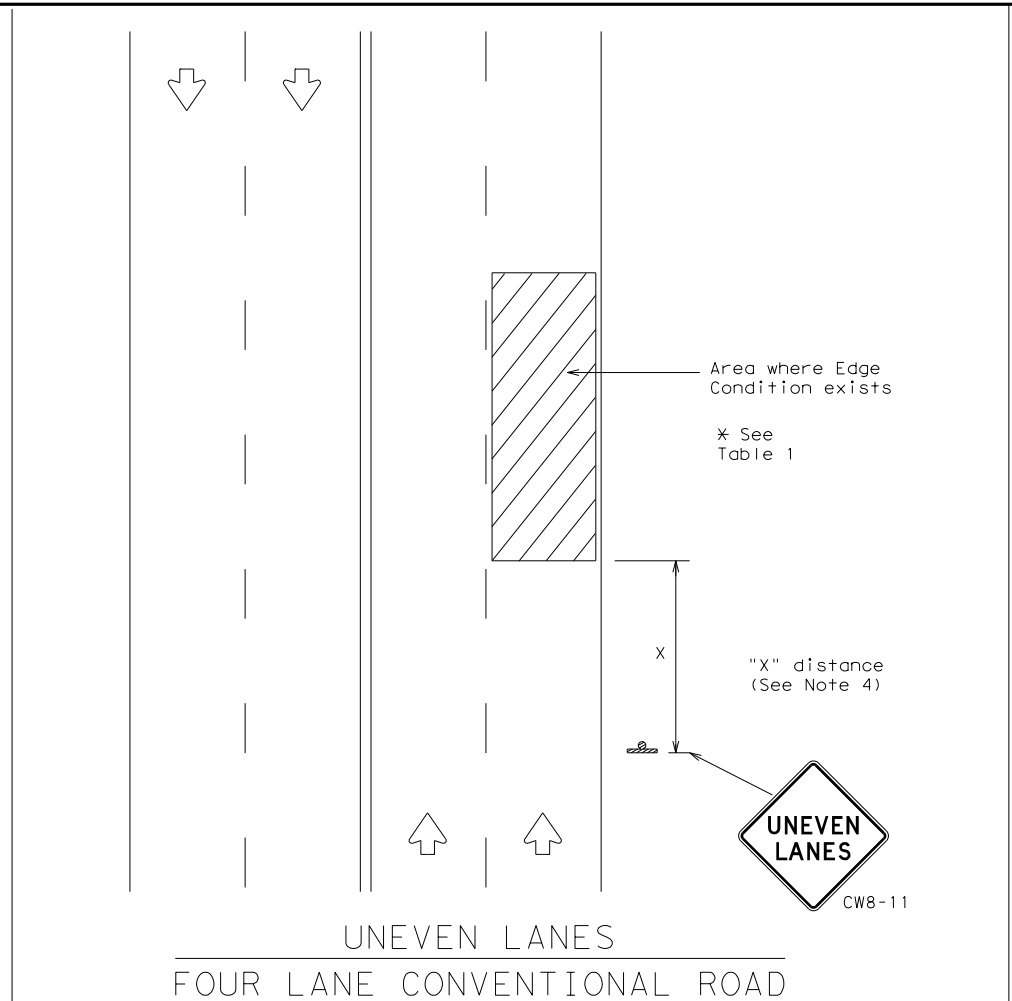 Area where Edge
Condition exists
* See
Table 1
X
"X" distance
(See Note 4)
UNEVEN
LANES
CW8-11
UNEVEN LANES
FOUR LANE CONVENTIONAL ROAD